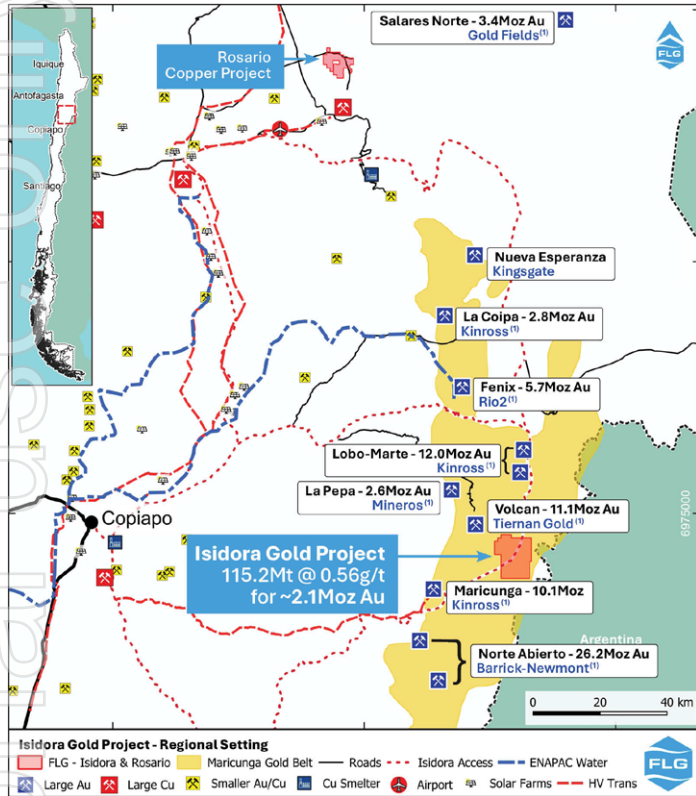 Salares Norte - 3.4Moz Au
Gold Fields(1)
FLG
Rosario
Copper Project
Iquique
Antofagasta
Copiapo
Santiago
Nueva Esperanza
Kingsgate
La Coipa - 2.8Moz Au
Kinross(1)
Fenix - 5.7Moz Au
Rio2(1)
Lobo-Marte - 12.0Moz Au
Kinross(1)
La Pepa - 2.6Moz Au
Mineros(1)
Volcan - 11.1Moz Au
Tiernan Gold(1)
6975000
Copiapo
Isidora Gold Project
115.2Mt @ 0.56g/t
for ~2.1Moz Au
Maricunga - 10.1Moz
Kinross(1)
Argentina
Norte Abierto - 26.2Moz Au
Barrick-Newmont(1)
0 20 40 km
Isidora Gold Project - Regional Setting
FLG - Isidora & Rosario Maricunga Gold Belt Roads Isidora Access ENAPAC Water
Large Au Large Cu Smaller Au/Cu Cu Smelter Airport Solar Farms HV Trans
FLG